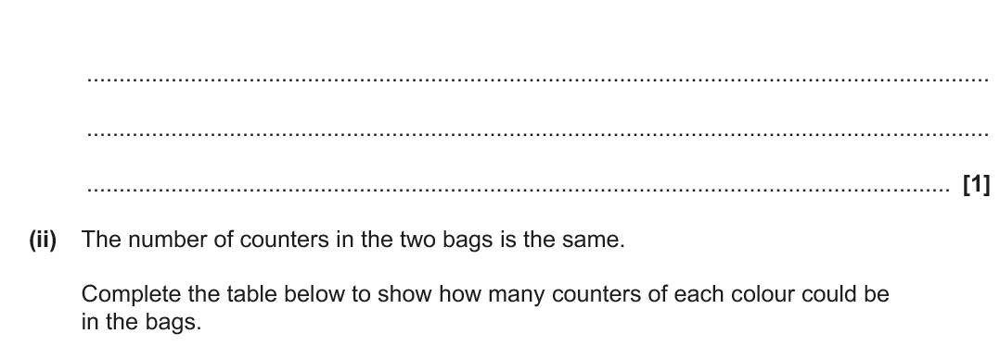 [1]
(ii) The number of counters in the two bags is the same.
Complete the table below to show how many counters of each colour could be
in the bags.